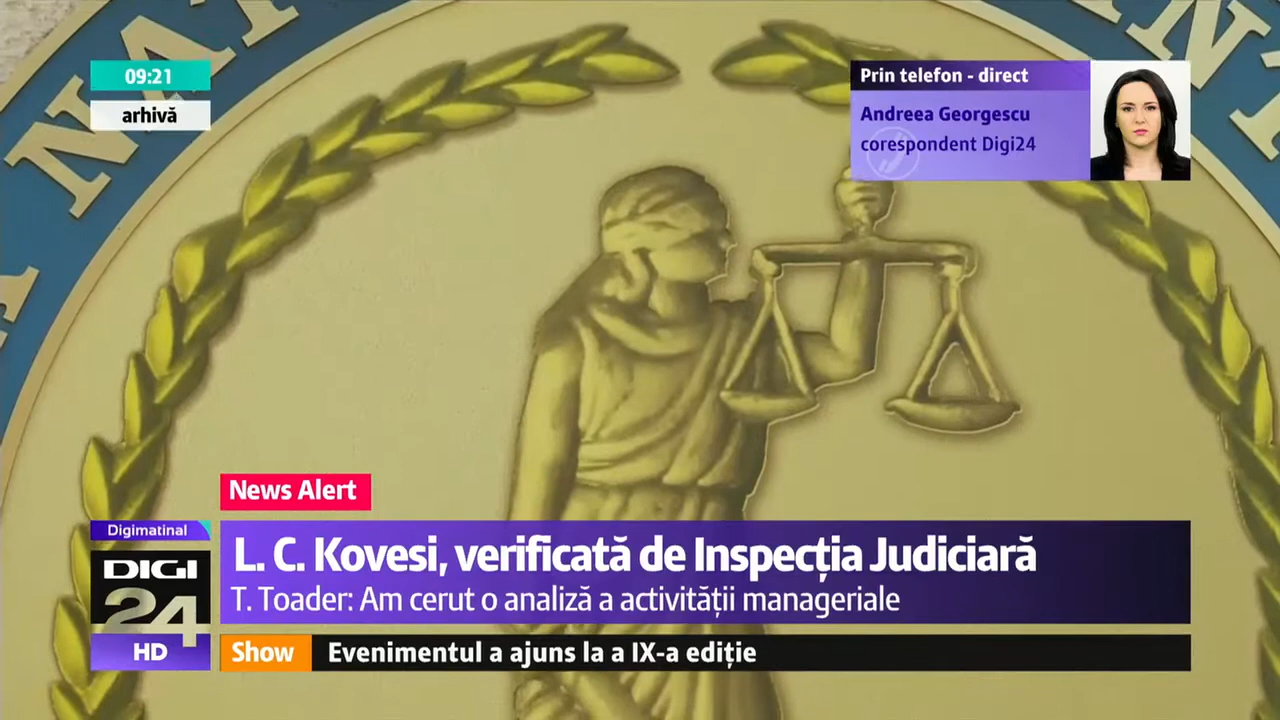 09:21
arhivă
Prin telefon - direct
Andreea Georgescu
corespondent Digi24
News Alert
Digimatinal
DIGI
24
HD
L. C. Kovesi, verificată de Inspecția Judiciară
T. Toader: Am cerut o analiză a activității manageriale
Show
Evenimentul a ajuns la a IX-a ediție